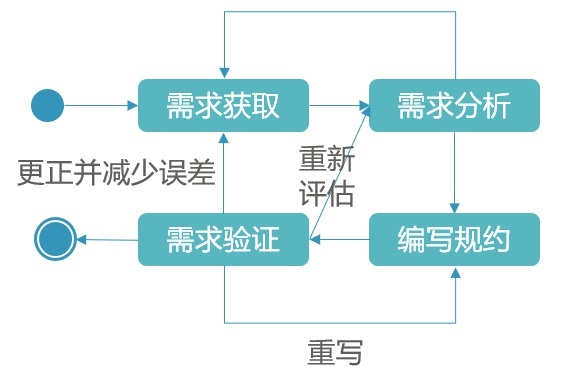 需求获取
需求分析
更正并减少误差
重新
评估
需求验证
编写规约
重写